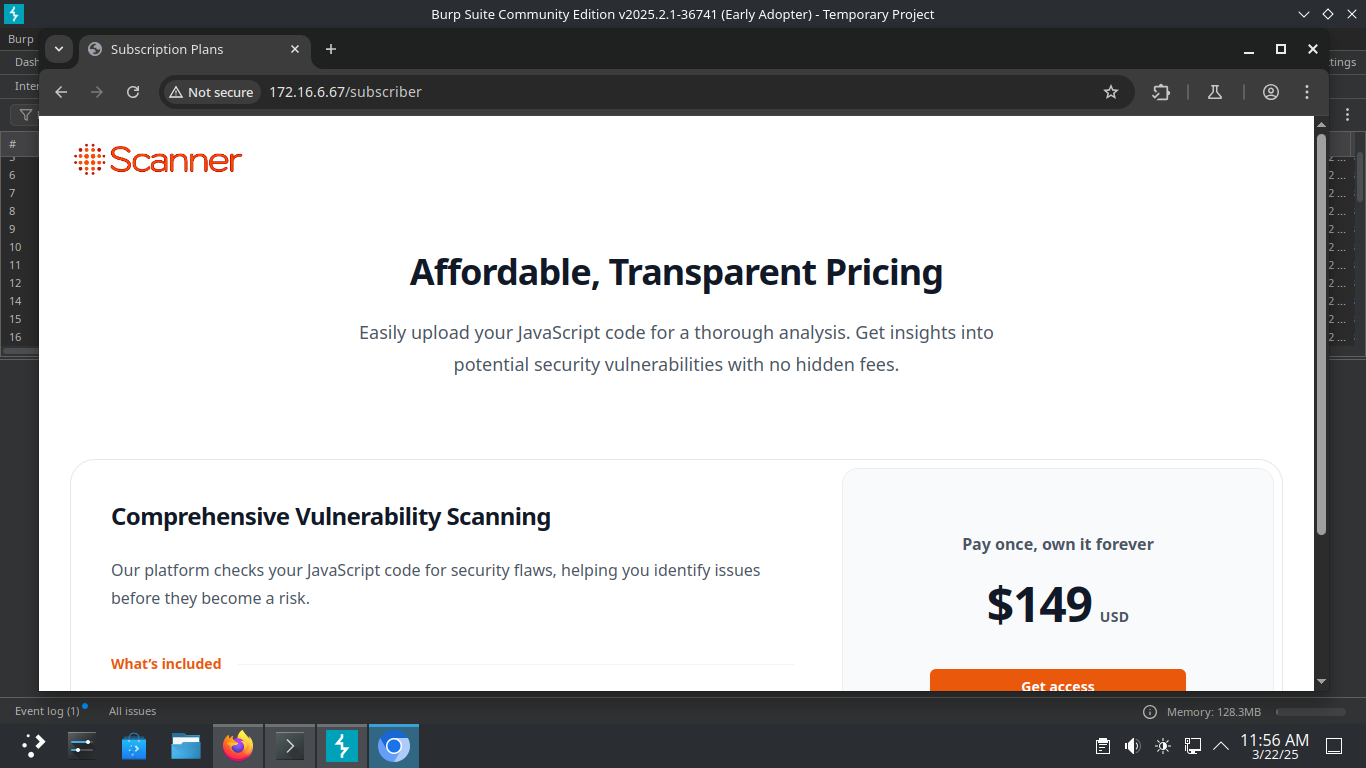 Burp Suite Community Edition v2025.2.1-36741 (Early Adopter) - Temporary Project
Burp
Subscription Plans
Dash
tings
Inter
Not secure
172.16.6.67/subscriber
#
Scanner
5
6
7
8
9
10
11
12
14
15
16
2 ...
2 ...
2 ...
2 ...
2 ...
2 ...
2 ...
2 ...
2 ...
2 ...
2 ...
Affordable, Transparent Pricing
Easily upload your JavaScript code for a thorough analysis. Get insights into
potential security vulnerabilities with no hidden fees.
Comprehensive Vulnerability Scanning
Our platform checks your JavaScript code for security flaws, helping you identify issues
before they become a risk.
What’s included
Pay once, own it forever
$149 USD
Get access
Event log (1)
All issues
Memory: 128.3MB
11:56 AM
3/22/25